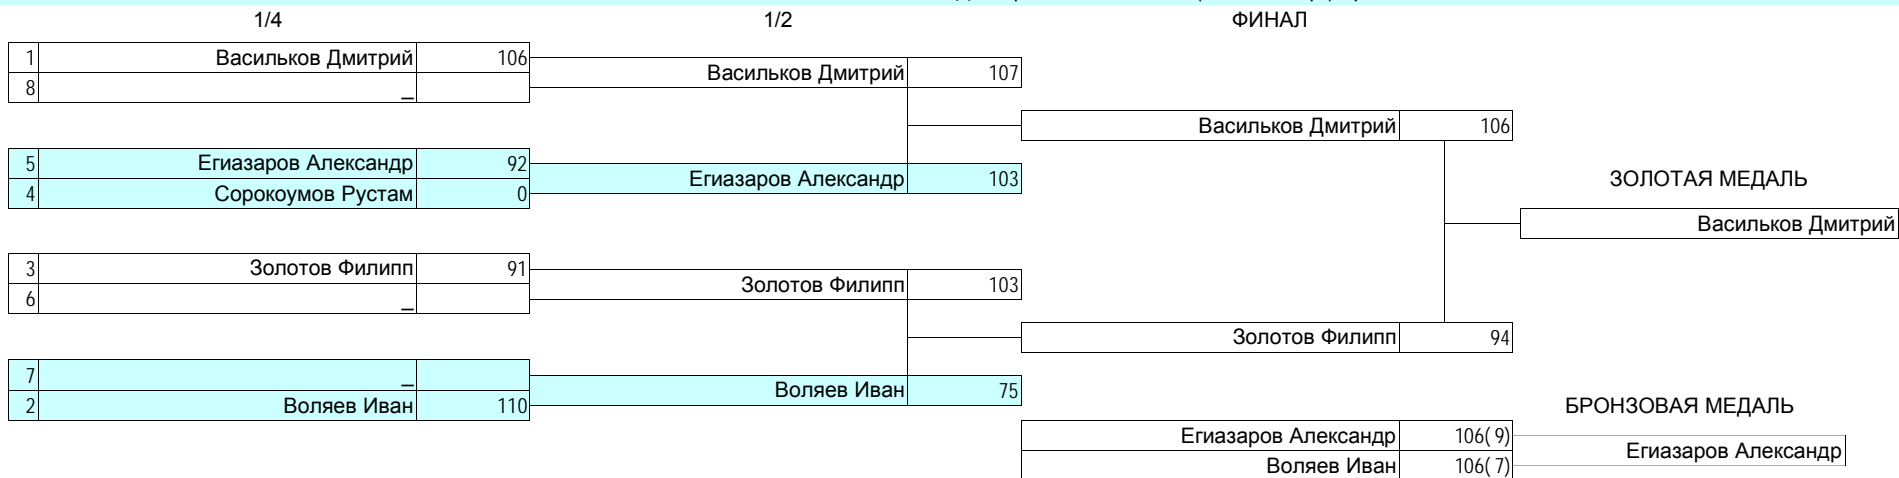 1/4 1/2 ФИНАЛ
1 Васильков Дмитрий 106
Васильков Дмитрий 107
8 _
Васильков Дмитрий 106
5 Егиазаров Александр 92
Егиазаров Александр 103
ЗОЛОТАЯ МЕДАЛЬ
4 Сорокоумов Рустам 0
Васильков Дмитрий
3 Золотов Филипп 91
Золотов Филипп 103
6 _
Золотов Филипп 94
7 _
Воляев Иван 75
2 Воляев Иван 110
БРОНЗОВАЯ МЕДАЛЬ
Егиазаров Александр 106( 9)
Егиазаров Александр
Воляев Иван 106( 7)